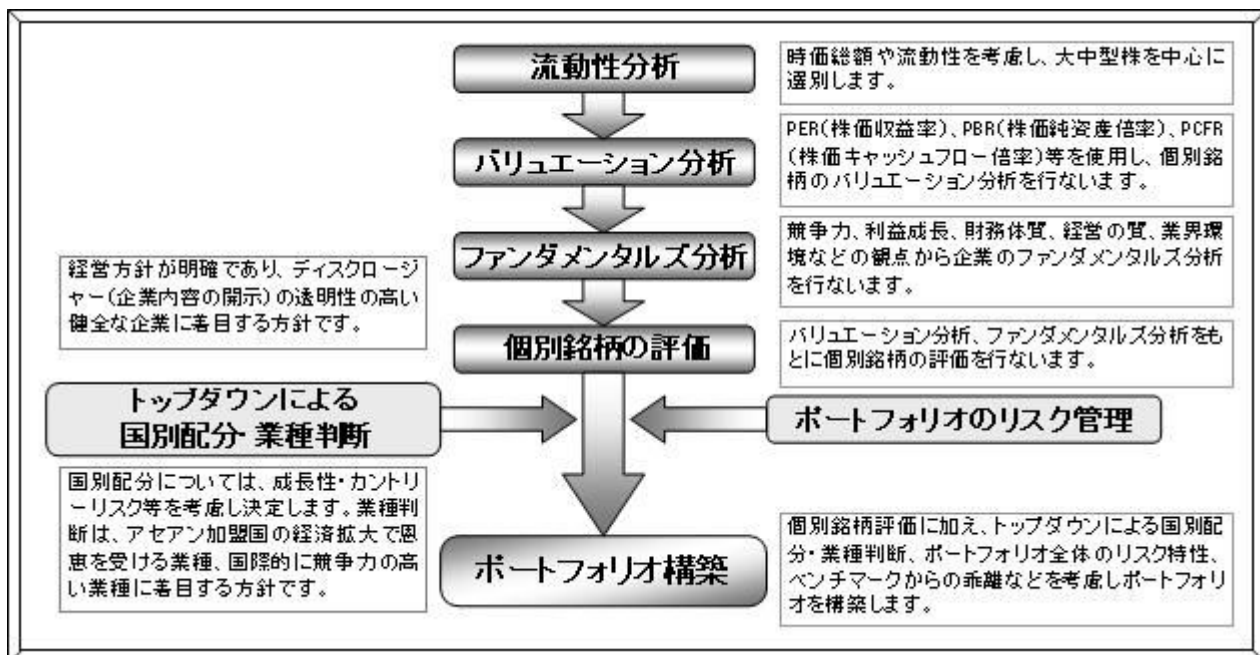 流動性分析
時価総額や流動性を考慮し、大中型株を中心に
選別します。
バリュエーション分析
PER(株価収益率)、PBR(株価純資産倍率)、PCFR
(株価キャッシュフロー倍率)等を使用し、個別銘
柄のバリュエーション分析を行ないます。
ファンダメンタルズ分析
競争力、利益成長、財務体質、経営の質、業界環
境などの観点から企業のファンダメンタルズ分析
を行ないます。
経営方針が明確であり、ディスクロージ
ャー(企業内容の開示)の透明性の高い
健全な企業に着目する方針です。
個別銘柄の評価
バリュエーション分析、ファンダメンタルズ分析をも
とに個別銘柄の評価を行ないます。
トップダウンによる
国別配分・業種判断
ポートフォリオのリスク管理
国別配分については、成長性・カントリ
ーリスク等を考慮し決定します。業種判
断は、アセアン加盟国の経済拡大で恩
恵を受ける業種、国際的に競争力の高
い業種に着目する方針です。
ポートフォリオ構築
個別銘柄評価に加え、トップダウンによる国別配
分・業種判断、ポートフォリオ全体のリスク特性、
ベンチマークからの乖離などを考慮しポートフォリ
オを構築します。